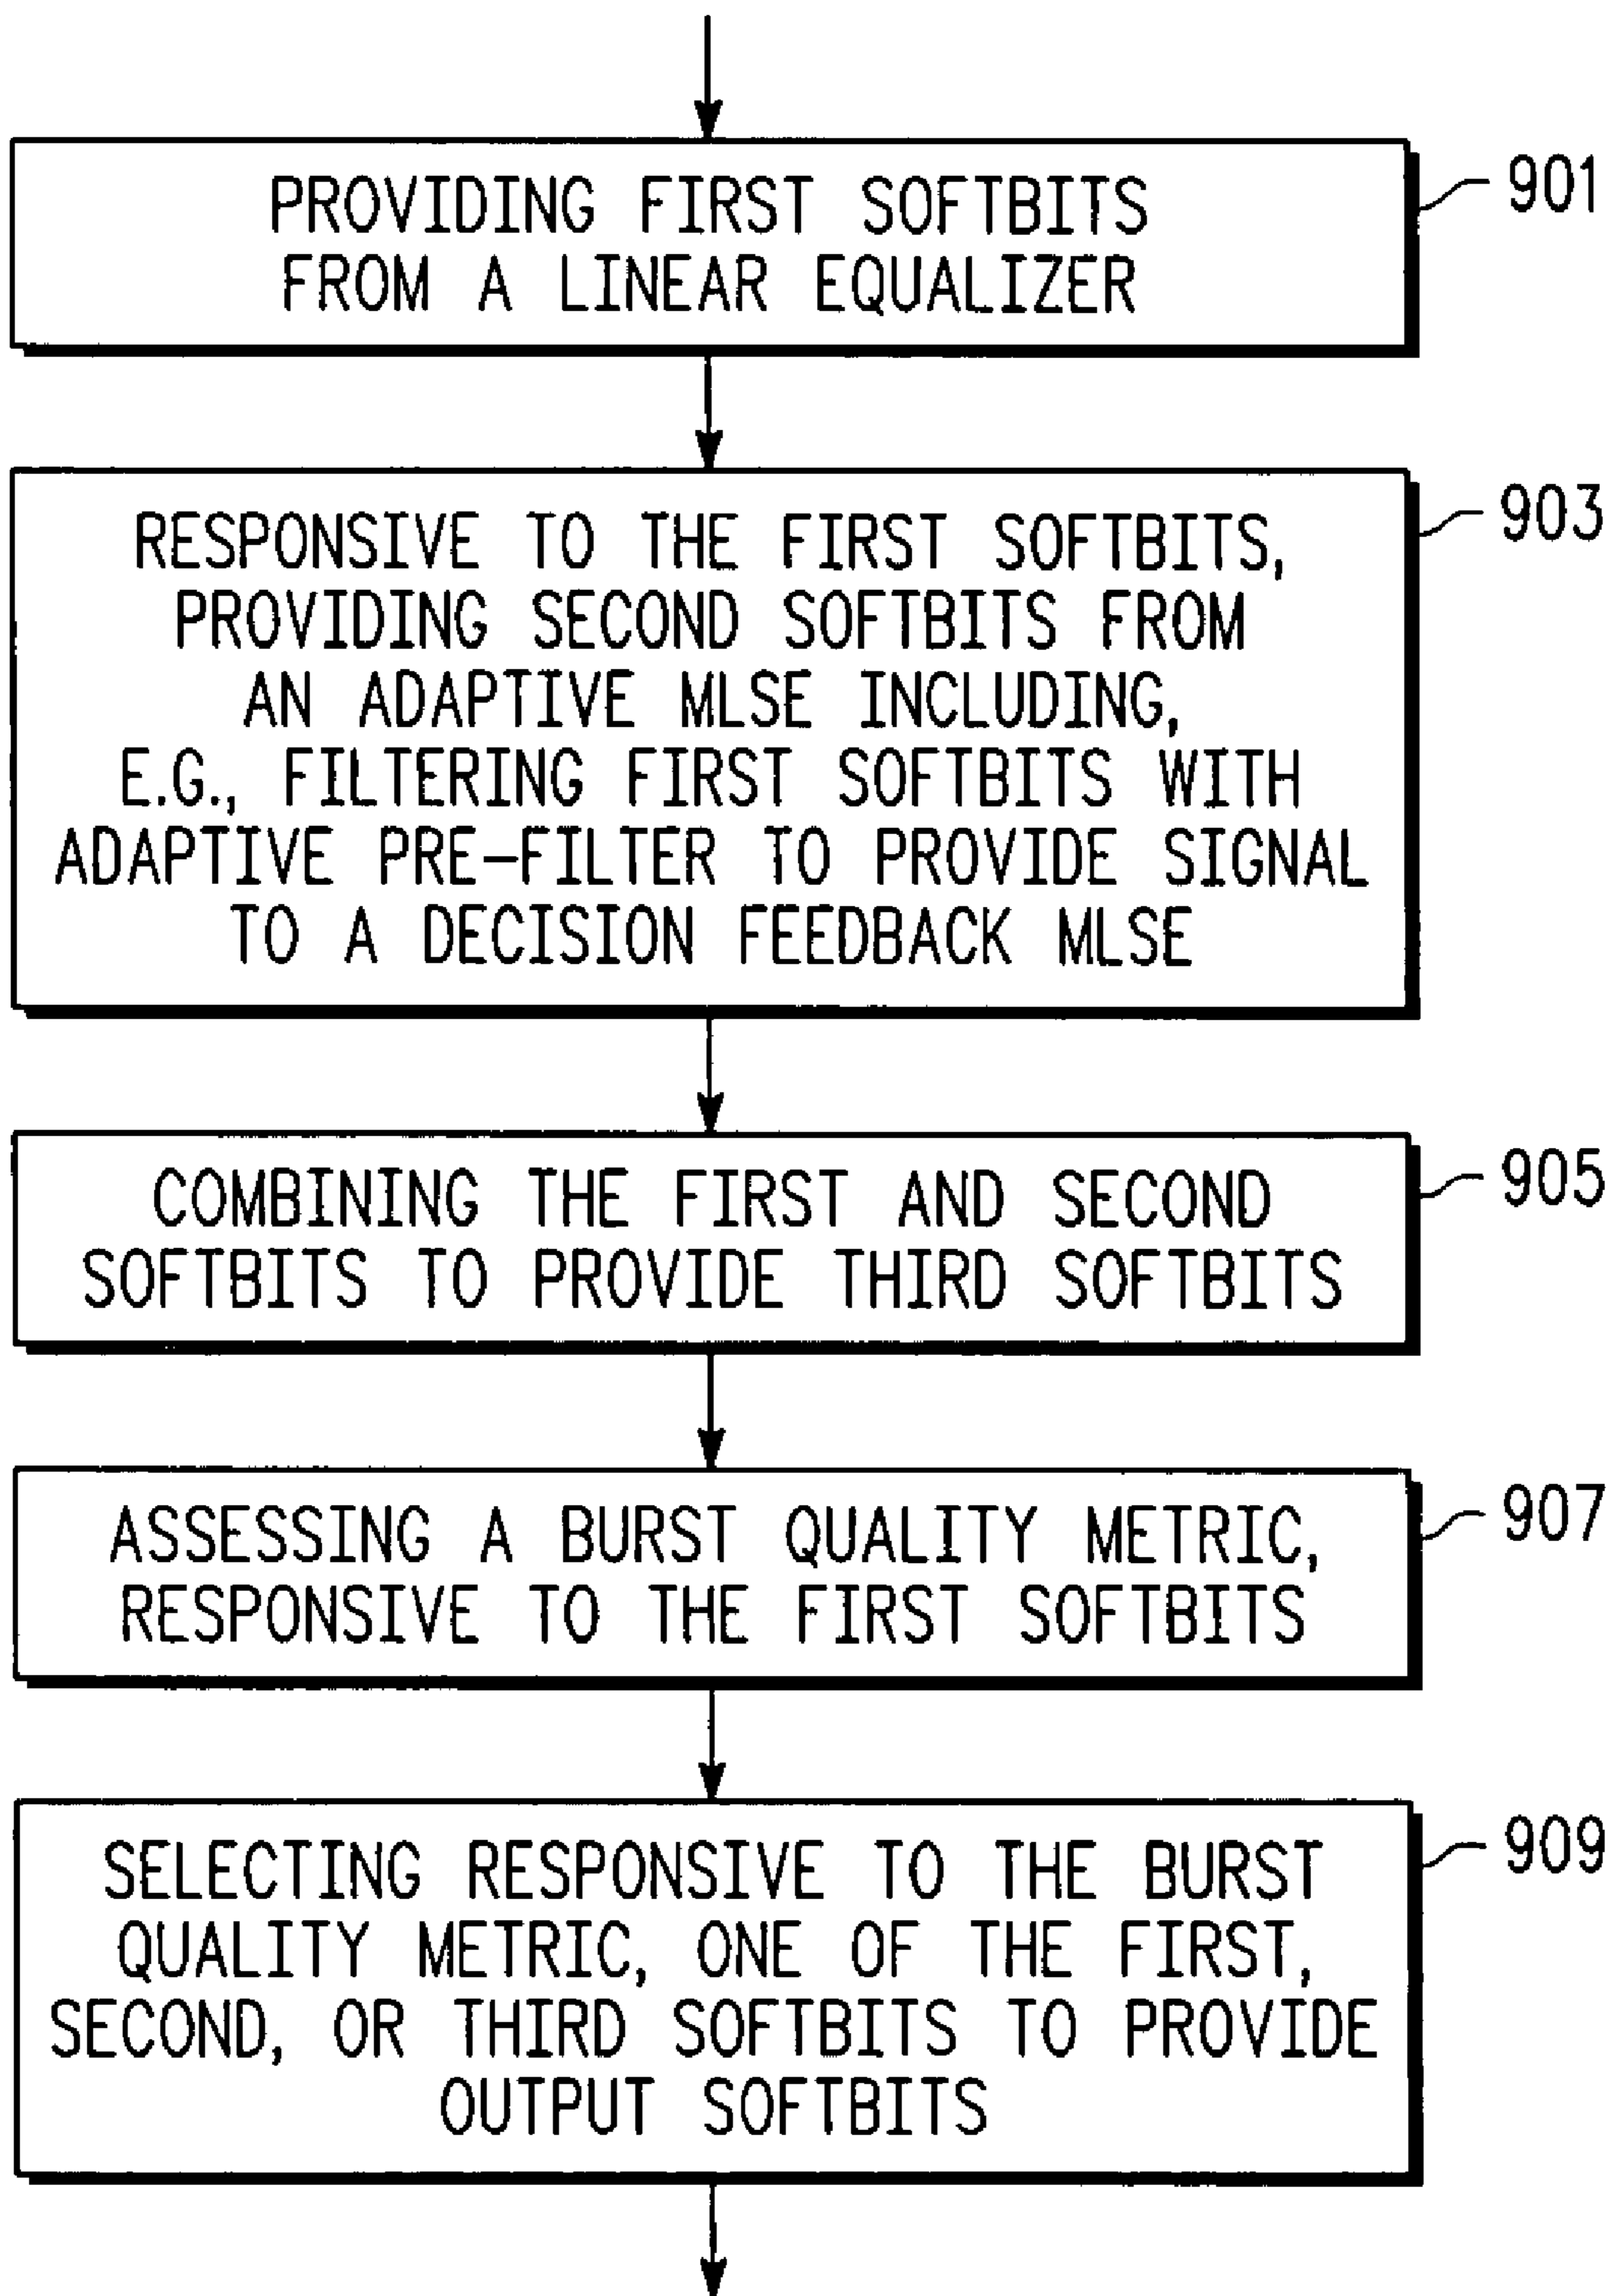 PROVIDING FIRST SOFTBITS
FROM A LINEAR EQUALIZER
901
RESPONSIVE TO THE FIRST SOFTBITS,
PROVIDING SECOND SOFTBITS FROM
AN ADAPTIVE MLSE INCLUDING,
E.G., FILTERING FIRST SOFTBITS WITH
ADAPTIVE PRE-FILTER TO PROVIDE SIGNAL
TO A DECISION FEEDBACK MLSE
903
COMBINING THE FIRST AND SECOND
SOFTBITS TO PROVIDE THIRD SOFTBITS
905
ASSESSING A BURST QUALITY METRIC,
RESPONSIVE TO THE FIRST SOFTBITS
907
SELECTING RESPONSIVE TO THE BURST
QUALITY METRIC, ONE OF THE FIRST,
SECOND, OR THIRD SOFTBITS TO PROVIDE
OUTPUT SOFTBITS
909